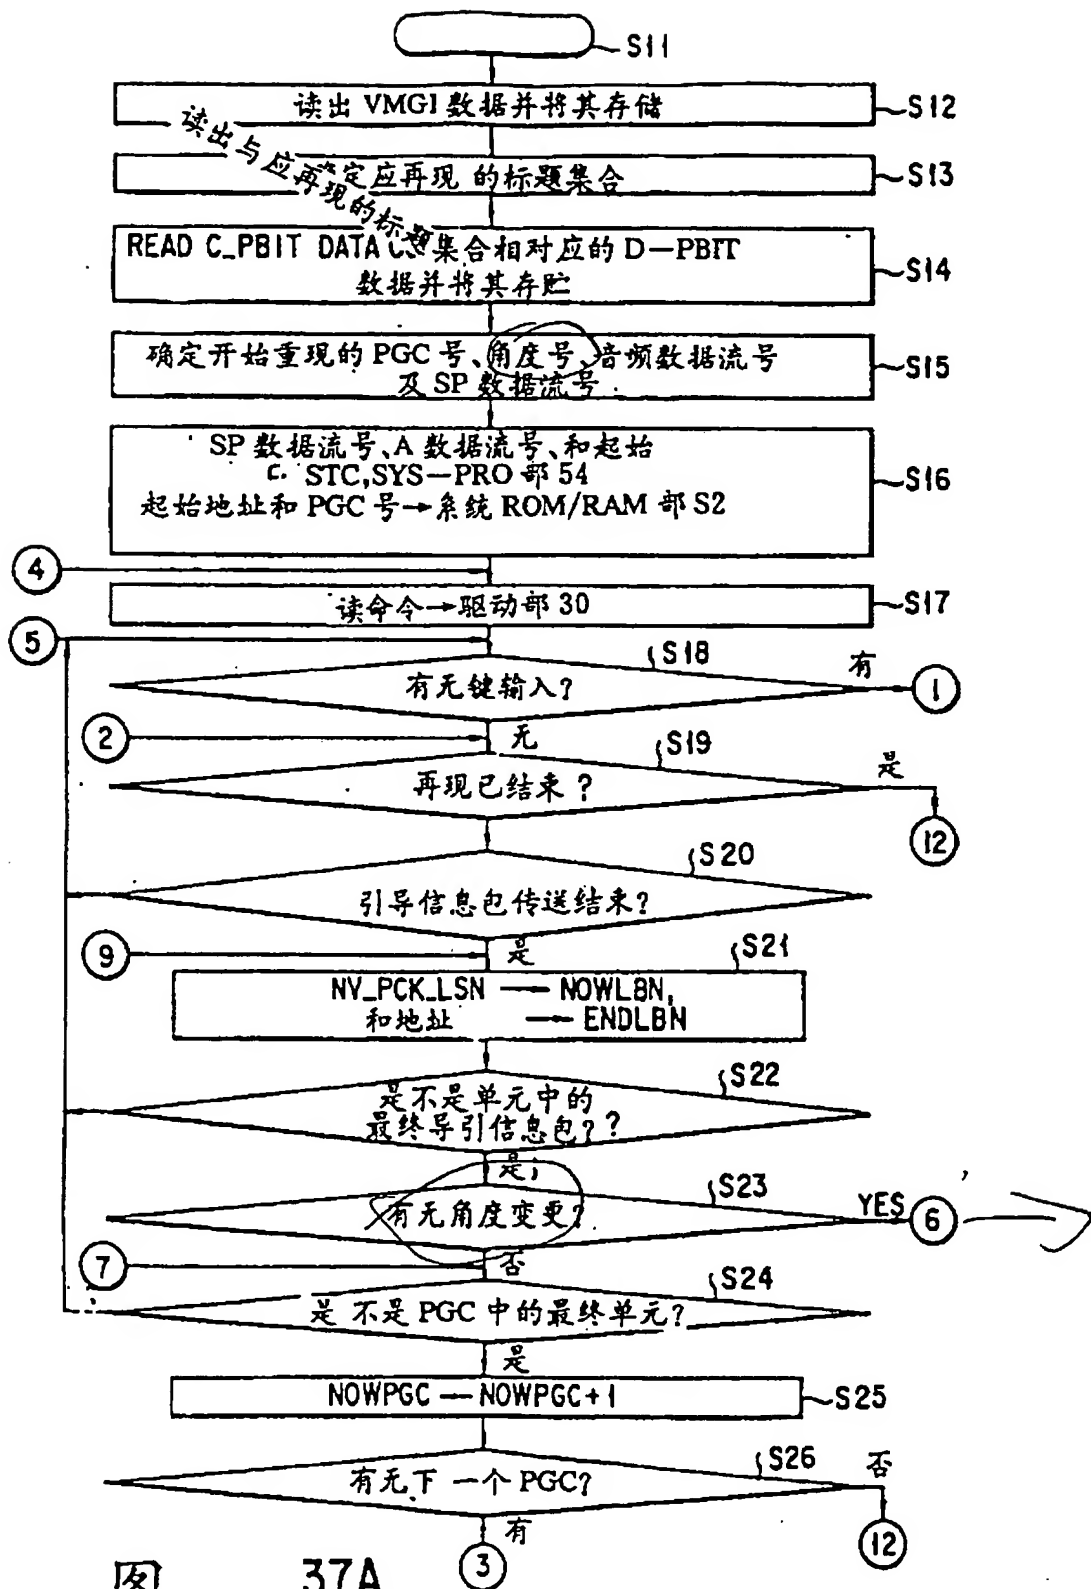 S11
读出 VMGI 数据并将其存储
S12
读出与应再现的标题
定应再现 的标题集合
S13
READ C_PBIT DATA
集合相对应的 D—PBIT
数据并将其存贮
S14
确定开始重现的 PGC 号、角度号、音频数据流号
及 SP 数据流号
S15
SP 数据流号、A 数据流号、和起始
STC,SYS—PRO 部 54
起始地址和 PGC 号→系统 ROM/RAM 部 S2
S16
4
读命令→驱动部 30
S17
5
S18
有无键输入?
有
1
2
无
S19
再现已结束 ?
是
12
S20
引导信息包传送结束?
9
是
S21
NV_PCK_LSN → NOWLBN,
和地址 → ENDLBN
S22
是不是单元中的
最终导引信息包??
是;
S23
有无角度变更?
YES
6
7
否
S24
是 不是 PGC 中的最终单元?
是
NOWPGC — NOWPGC+1
S25
S26
有无下 一个 PGC?
否
有
3
12
图 37A